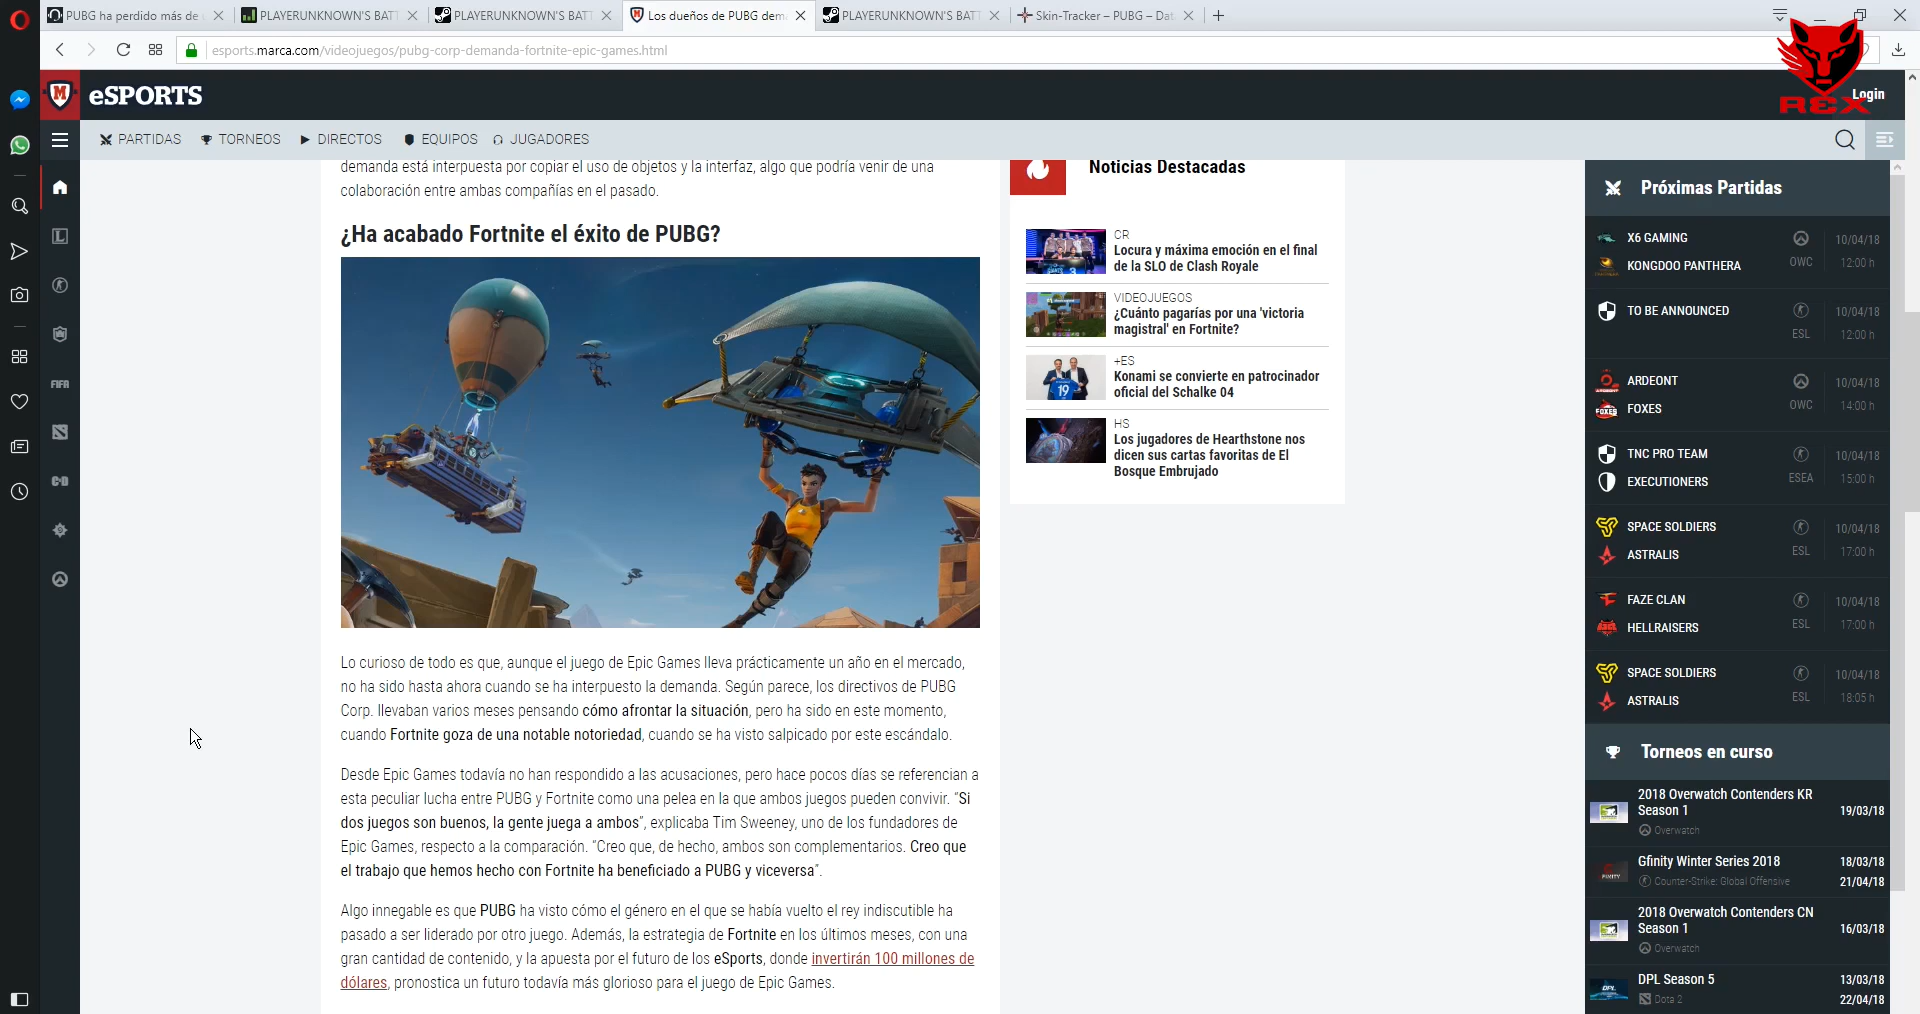 PUBG ha perdido más de
PLAYERUNKNOWN'S BATT
PLAYERUNKNOWN'S BATT
Los dueños de PUBG dem
PLAYERUNKNOWN'S BATT
Skin-Tracker – PUBG – Dat
esports.marca.com/videojuegos/pubg-corp-demanda-fortnite-epic-games.html
REX
M
eSPORTS
Login
PARTIDAS
TORNEOS
DIRECTOS
EQUIPOS
JUGADORES
FIFA
demanda está interpuesta por copiar el uso de objetos y la interfaz, algo que podría venir de una
colaboración entre ambas compañías en el pasado.
¿Ha acabado Fortnite el éxito de PUBG?
Lo curioso de todo es que, aunque el juego de Epic Games lleva prácticamente un año en el mercado,
no ha sido hasta ahora cuando se ha interpuesto la demanda. Según parece, los directivos de PUBG
Corp. llevaban varios meses pensando cómo afrontar la situación, pero ha sido en este momento,
cuando Fortnite goza de una notable notoriedad, cuando se ha visto salpicado por este escándalo.
Desde Epic Games todavía no han respondido a las acusaciones, pero hace pocos días se referencian a
esta peculiar lucha entre PUBG y Fortnite como una pelea en la que ambos juegos pueden convivir. "Si
dos juegos son buenos, la gente juega a ambos", explicaba Tim Sweeney, uno de los fundadores de
Epic Games, respecto a la comparación. "Creo que, de hecho, ambos son complementarios. Creo que
el trabajo que hemos hecho con Fortnite ha beneficiado a PUBG y viceversa".
Algo innegable es que PUBG ha visto cómo el género en el que se había vuelto el rey indiscutible ha
pasado a ser liderado por otro juego. Además, la estrategia de Fortnite en los últimos meses, con una
gran cantidad de contenido, y la apuesta por el futuro de los eSports, donde invertirán 100 millones de
dólares, pronostica un futuro todavía más glorioso para el juego de Epic Games.
Noticias Destacadas
CR
Locura y máxima emoción en el final
de la SLO de Clash Royale
VIDEOJUEGOS
¿Cuánto pagarías por una 'victoria
magistral' en Fortnite?
+ES
Konami se convierte en patrocinador
oficial del Schalke 04
19
HS
Los jugadores de Hearthstone nos
dicen sus cartas favoritas de El
Bosque Embrujado
Próximas Partidas
X6 GAMING 10/04/18
KONGDOO PANTHERA OWC 12:00 h
TO BE ANNOUNCED 10/04/18
ESL 12:00 h
ARDEONT 10/04/18
FOXES OWC 14:00 h
TNC PRO TEAM 10/04/18
EXECUTIONERS ESEA 15:00 h
SPACE SOLDIERS 10/04/18
ASTRALIS ESL 17:00 h
FAZE CLAN 10/04/18
HELLRAISERS ESL 17:00 h
SPACE SOLDIERS 10/04/18
ASTRALIS ESL 18:05 h
Torneos en curso
2018 Overwatch Contenders KR
Season 1 19/03/18
Overwatch
Gfinity Winter Series 2018 18/03/18
Counter-Strike: Global Offensive 21/04/18
2018 Overwatch Contenders CN
Season 1 16/03/18
Overwatch
DPL Season 5 13/03/18
Dota 2 22/04/18